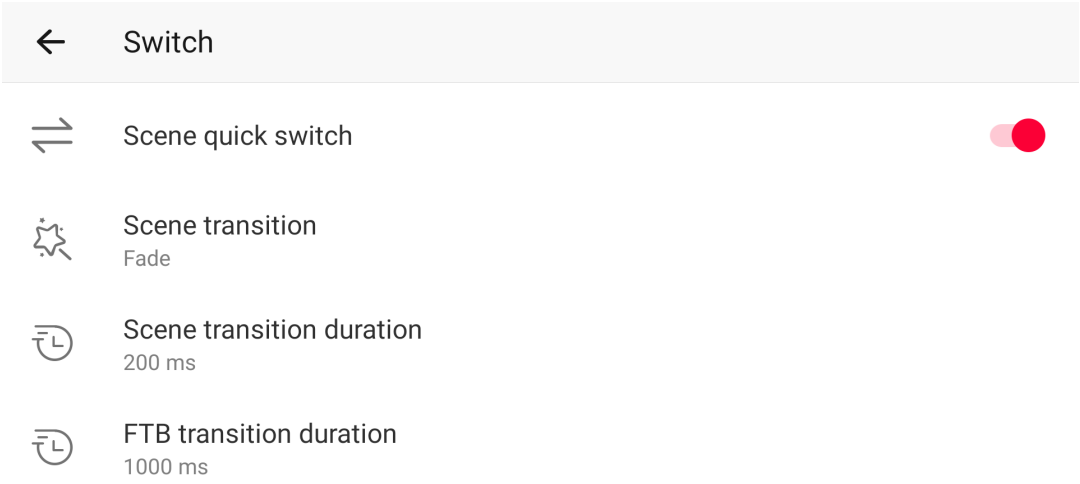 Switch
Scene quick switch
Scene transition
Fade
Scene transition duration
200 ms
FTB transition duration
1000 ms